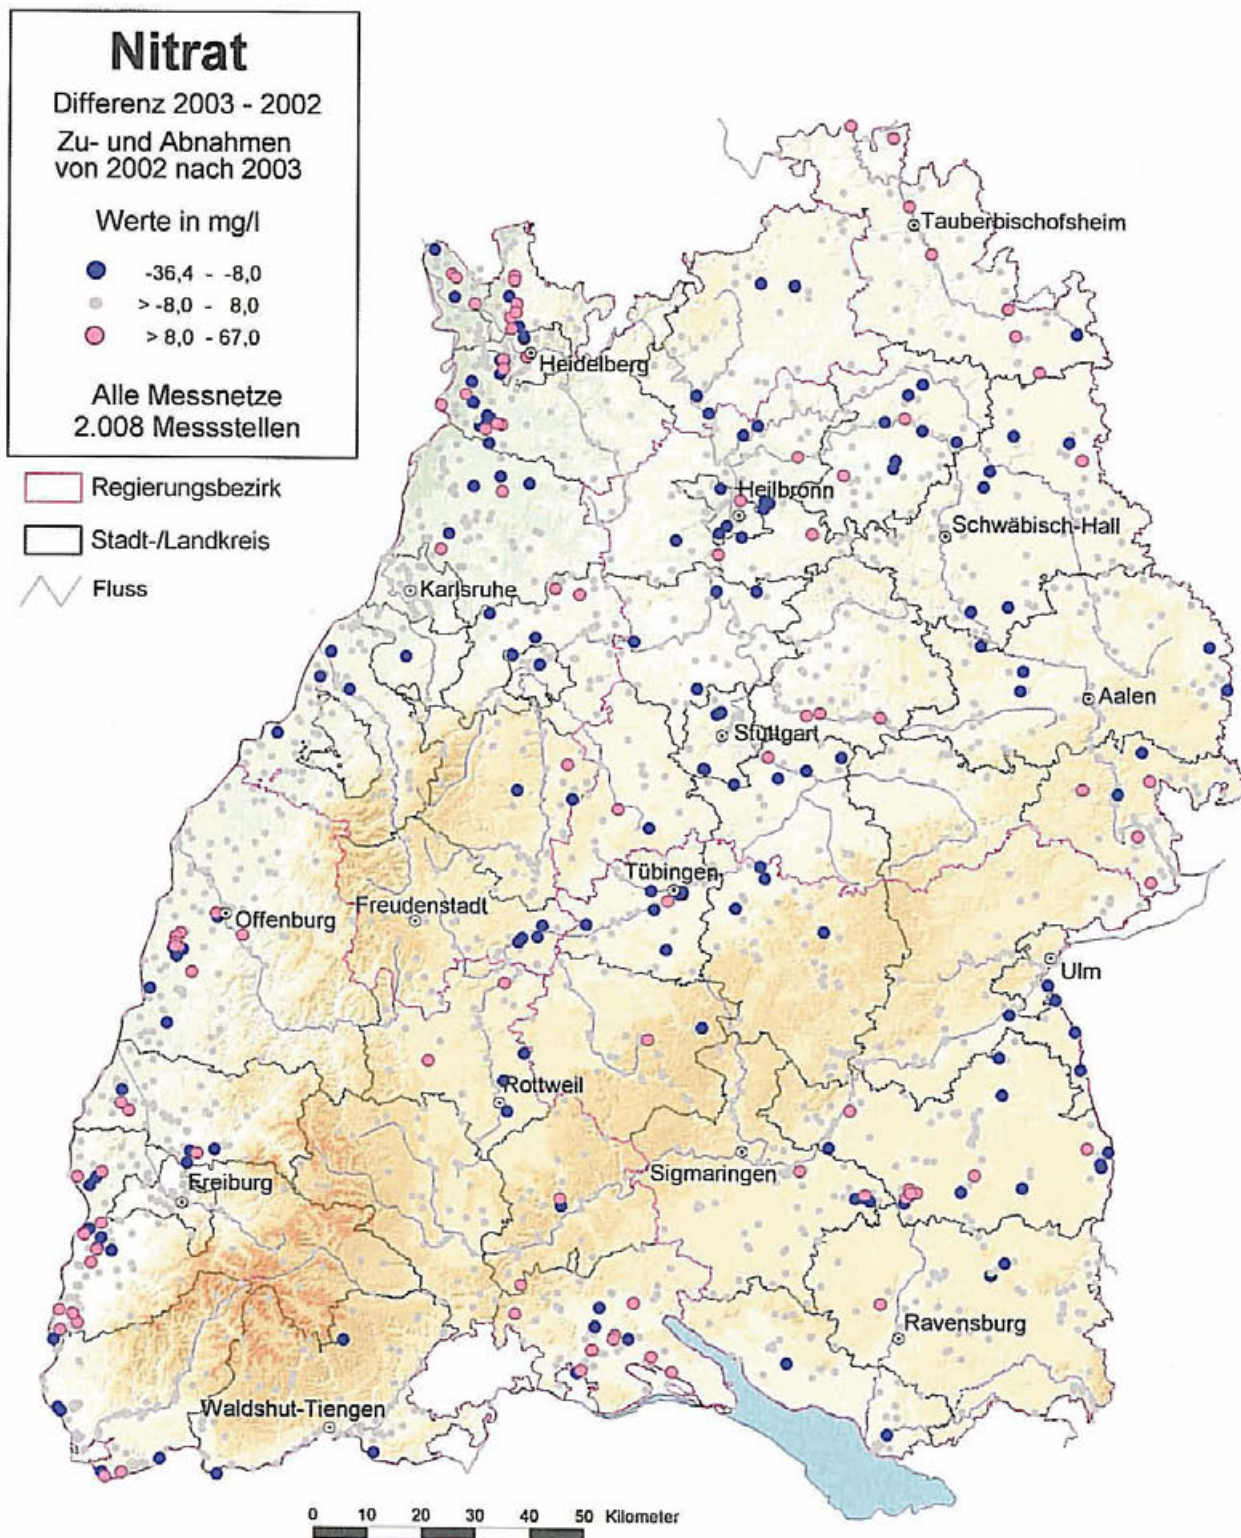 Nitrat
Differenz 2003 - 2002
Zu- und Abnahmen
von 2002 nach 2003
Werte in mg/l
-36,4 - -8,0
> -8,0 - 8,0
> 8,0 - 67,0
Alle Messnetze
2.008 Messstellen
Regierungsbezirk
Stadt-/Landkreis
Fluss
Tauberbischofsheim
Heidelberg
Heilbronn
Schwäbisch-Hall
Karlsruhe
Aalen
Stuttgart
Tübingen
Offenburg
Freudenstadt
Ulm
Rottweil
Sigmaringen
Freiburg
Ravensburg
Waldshut-Tiengen
0 10 20 30 40 50 Kilometer